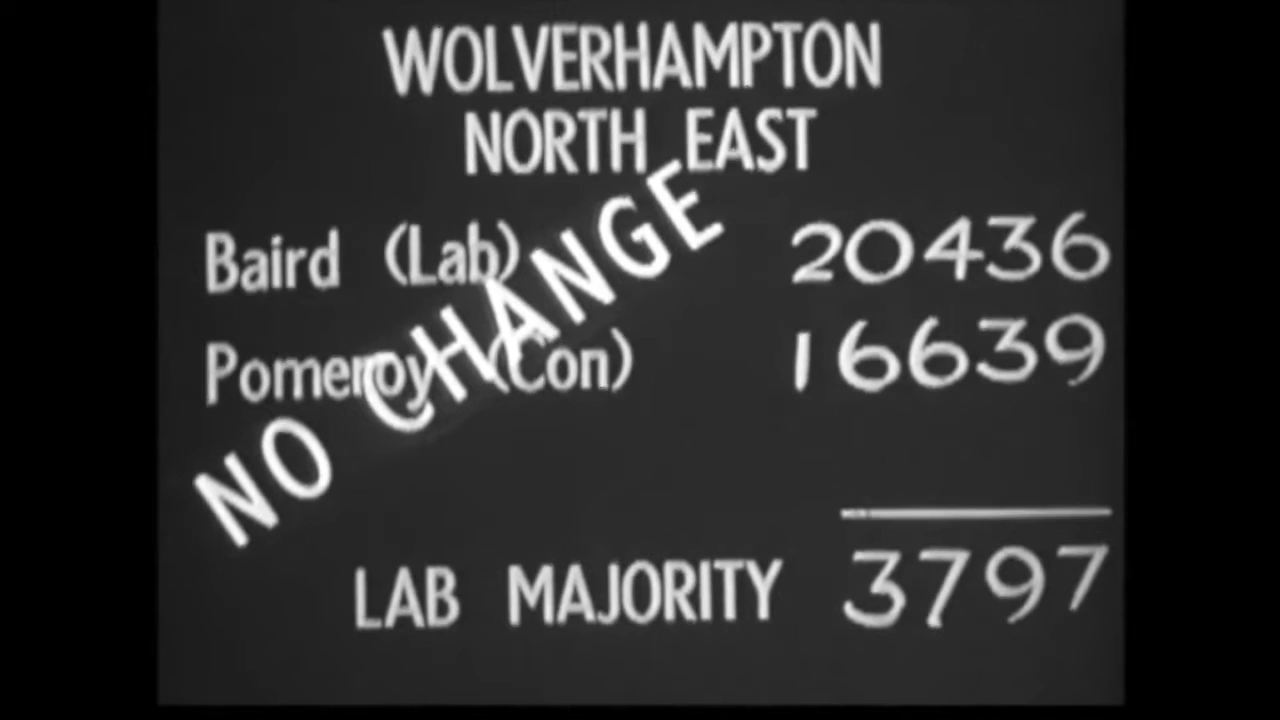 WOLVERHAMPTON
NORTH EAST
Baird (Lab) 20436
Pomeroy (Con) 16639
NO CHANGE
LAB MAJORITY 3797